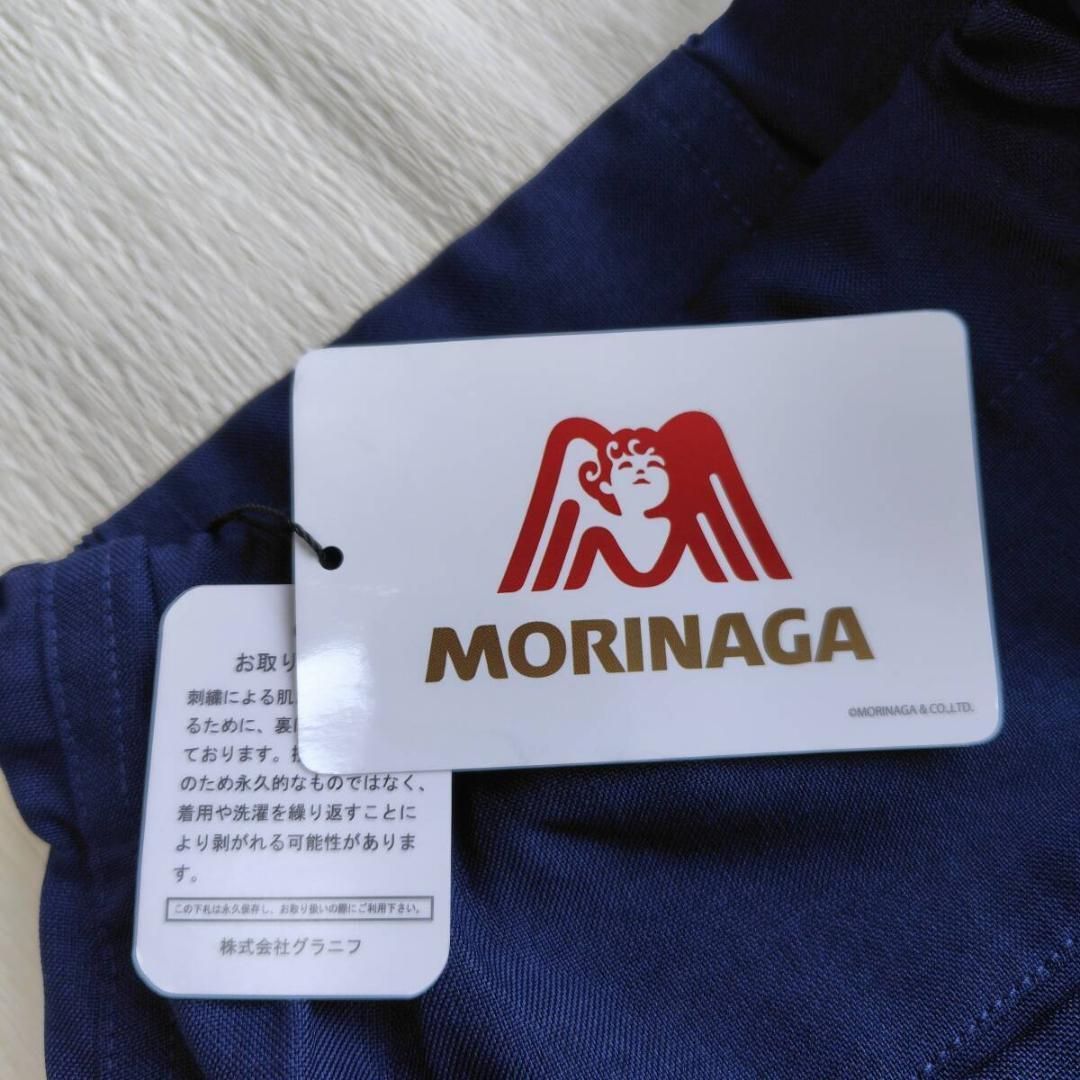 MORINAGA
©MORINAGA & CO.,LTD.
お取り
刺繍による肌
るために、裏に
ております。
のため永久的なものではなく、
着用や洗濯を繰り返すことに
より剥がれる可能性がありま
す。
この下札は永久保存し、お取り扱いの際にご利用下さい。
株式会社グラニフ